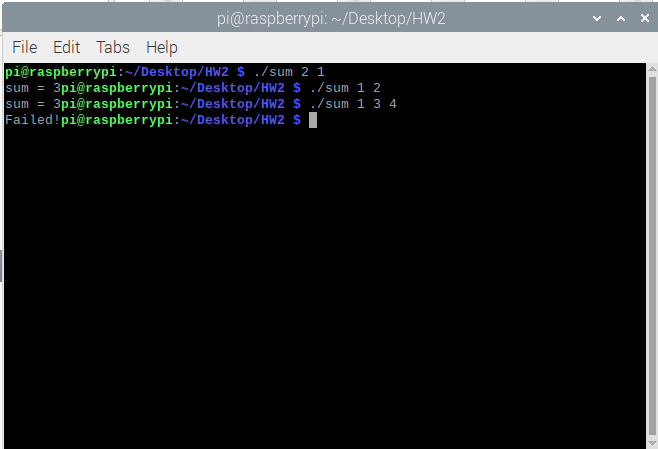 pi@raspberrypi: ~/Desktop/HW2
File Edit Tabs Help
pi@raspberrypi:~/Desktop/HW2 $ ./sum 2 1
sum = 3pi@raspberrypi:~/Desktop/HW2 $ ./sum 1 2
sum = 3pi@raspberrypi:~/Desktop/HW2 $ ./sum 1 3 4
Failed!pi@raspberrypi:~/Desktop/HW2 $